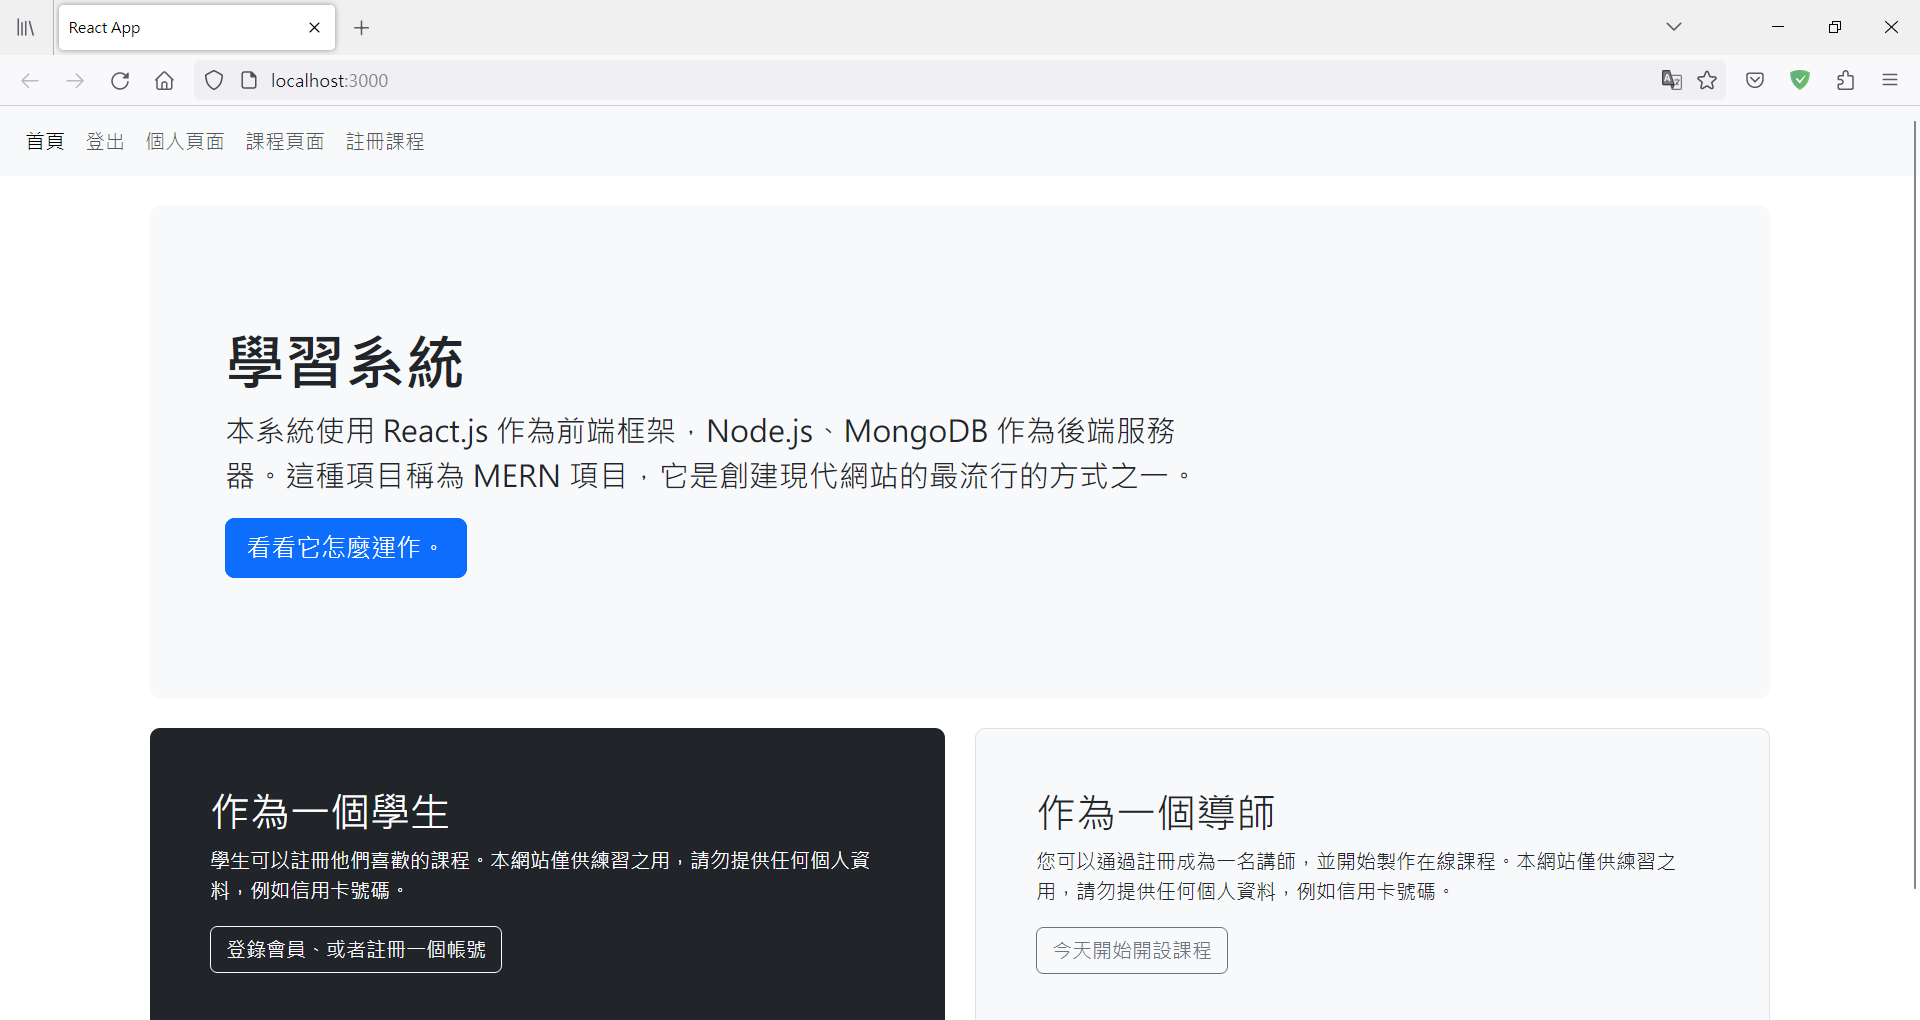 React App
localhost:3000
首頁 登出 個人頁面 課程頁面 註冊課程
學習系統
本系統使用 React.js 作為前端框架，Node.js、MongoDB 作為後端服務
器。這種項目稱為 MERN 項目，它是創建現代網站的最流行的方式之一。
看看它怎麼運作。
作為一個學生
學生可以註冊他們喜歡的課程。本網站僅供練習之用，請勿提供任何個人資
料，例如信用卡號碼。
登錄會員、或者註冊一個帳號
作為一個導師
您可以通過註冊成為一名講師，並開始製作在線課程。本網站僅供練習之
用，請勿提供任何個人資料，例如信用卡號碼。
今天開始開設課程